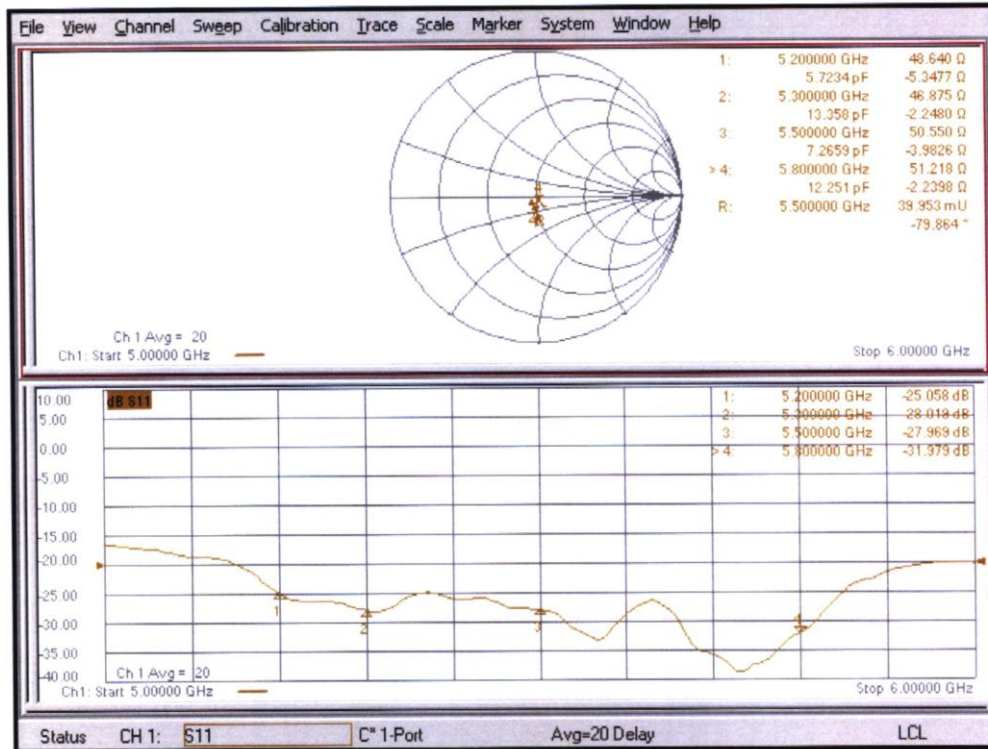 File View Channel Sweep Calibration Trace Scale Marker System Window Help
1: 5.200000 GHz 48.640 Ω
5.7234 pF -5.3477 Ω
2: 5.300000 GHz 46.875 Ω
13.358 pF -2.2480 Ω
3: 5.500000 GHz 50.550 Ω
7.2659 pF -3.9826 Ω
> 4: 5.800000 GHz 51.218 Ω
12.251 pF -2.2398 Ω
R: 5.500000 GHz 39.953 mU
-79.864 °
Ch 1 Avg = 20
Ch1: Start 5.00000 GHz
Stop 6.00000 GHz
10.00
5.00
0.00
-5.00
-10.00
-15.00
-20.00
-25.00
-30.00
-35.00
-40.00
dB S11
1: 5.200000 GHz -25.058 dB
2: 5.300000 GHz -28.019 dB
3: 5.500000 GHz -27.969 dB
> 4: 5.800000 GHz -31.979 dB
1
2
3
4
Ch 1 Avg = 20
Ch1: Start 5.00000 GHz
Stop 6.00000 GHz
Status CH 1: S11 C* 1-Port Avg=20 Delay LCL